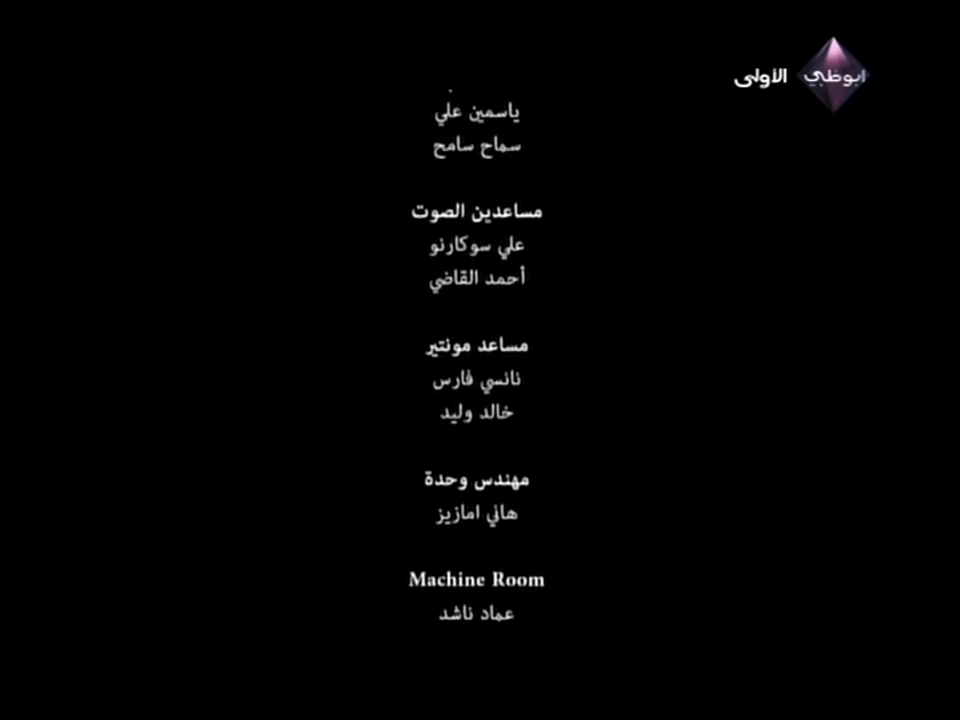 ابوظبي الأولى
ياسمين علي
سماح سامح
مساعدين الصوت
علي سوكارنو
أحمد القاضي
مساعد مونتير
نانسي فارس
خالد وليد
مهندس وحدة
هاني امازيز
Machine Room
عماد ناشد